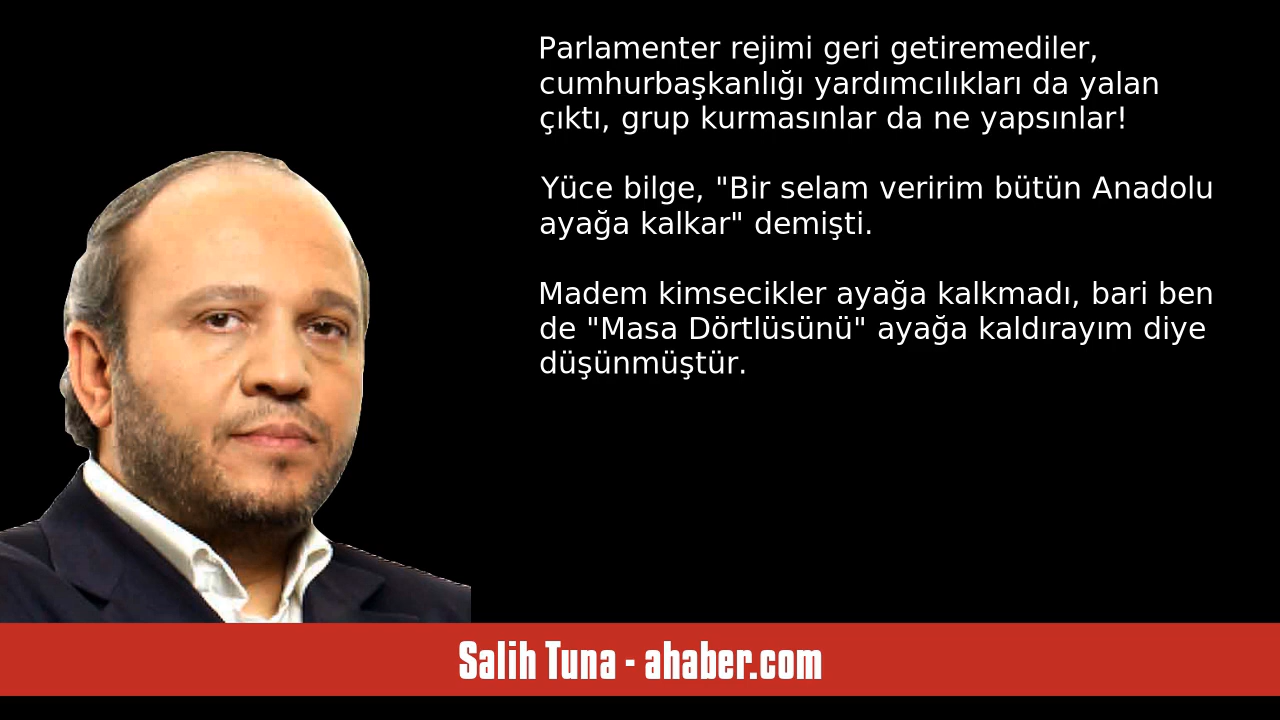 Parlamenter rejimi geri getiremediler,
cumhurbaşkanlığı yardımcılıkları da yalan
çıktı, grup kurmasınlar da ne yapsınlar!
Yüce bilge, "Bir selam veririm bütün Anadolu
ayağa kalkar" demişti.
Madem kimsecikler ayağa kalkmadı, bari ben
de "Masa Dörtlüsünü" ayağa kaldırayım diye
düşünmüştür.
Salih Tuna - ahaber.com